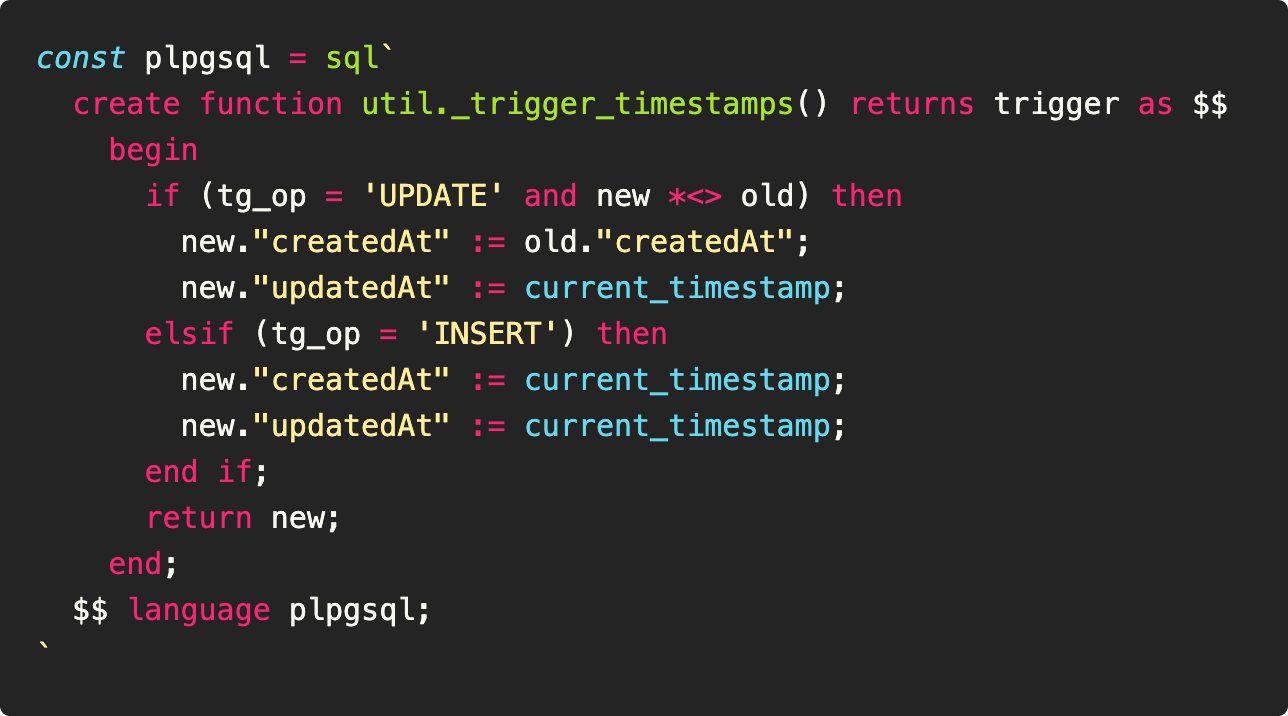 const plpgsql = sql`
  create function util._trigger_timestamps() returns trigger as $$
    begin
      if (tg_op = 'UPDATE' and new *<> old) then
        new."createdAt" := old."createdAt";
        new."updatedAt" := current_timestamp;
      elsif (tg_op = 'INSERT') then
        new."createdAt" := current_timestamp;
        new."updatedAt" := current_timestamp;
      end if;
      return new;
    end;
  $$ language plpgsql;
`